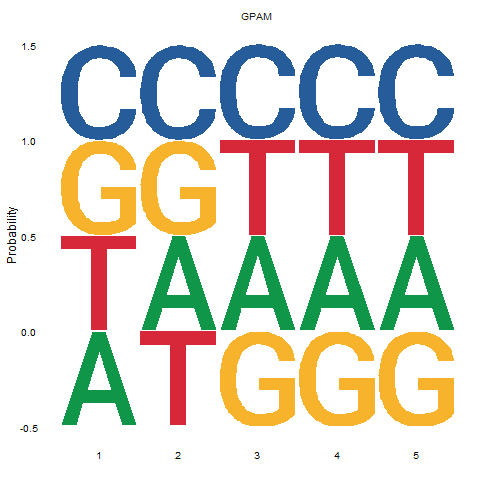 GPAM
1.5
1.0
0.5
0.0
-0.5
Probability
CCCCC
GGTTT
TAAAA
ATGGG
1 2 3 4 5